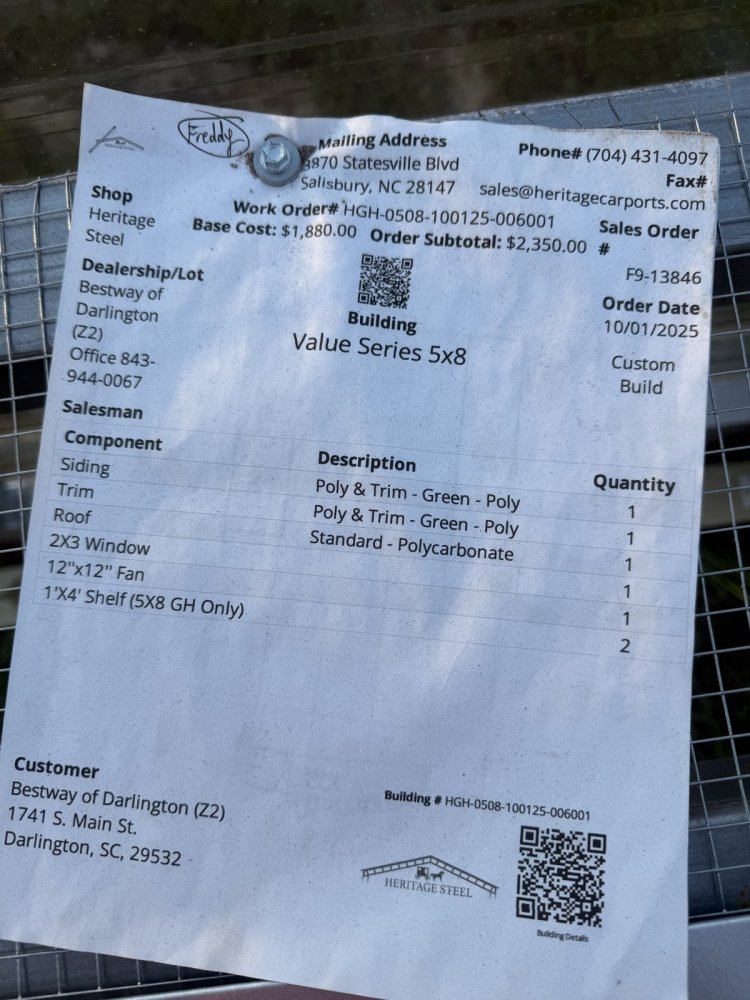 Freddy
HERITAGE STEEL
Mailing Address
3870 Statesville Blvd
Salisbury, NC 28147
Phone# (704) 431-4097
Fax#
sales@heritagecarports.com
Shop
Heritage
Steel
Work Order# HGH-0508-100125-006001
Base Cost: $1,880.00 Order Subtotal: $2,350.00
Sales Order
#
F9-13846
Dealership/Lot
Bestway of
Darlington
(Z2)
Office 843-
944-0067
Building
Value Series 5x8
Order Date
10/01/2025
Custom
Build
Salesman
Component Description Quantity
Siding Poly & Trim - Green - Poly 1
Trim Poly & Trim - Green - Poly 1
Roof Standard - Polycarbonate 1
2X3 Window 1
12"x12" Fan 1
1'X4' Shelf (5X8 GH Only) 2
Customer
Bestway of Darlington (Z2)
1741 S. Main St.
Darlington, SC, 29532
Building # HGH-0508-100125-006001
HERITAGE STEEL
Building Details